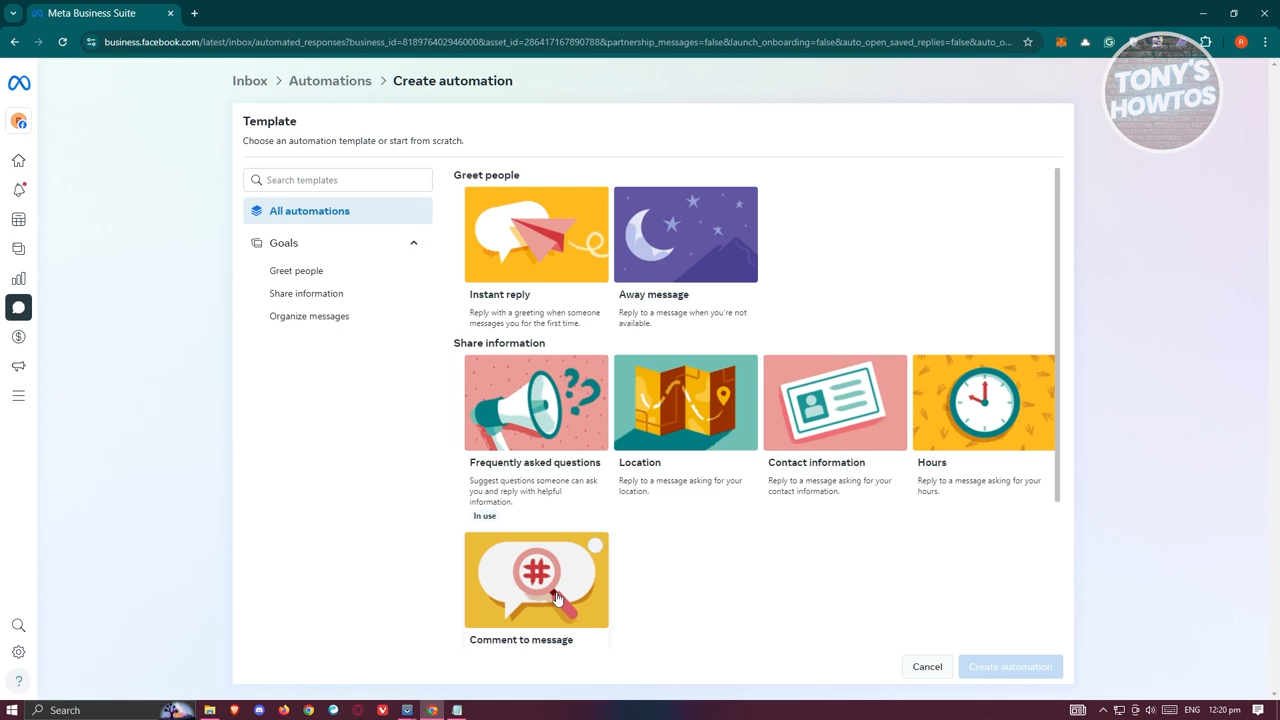 Meta Business Suite
business.facebook.com/latest/inbox/automated_responses?business_id=818976402946000&asset_id=286417167890788&partnership_messages=false&launch_onboarding=false&auto_open_saved_replies=false&auto_o...
TONY'S
HOWTOS
Inbox > Automations > Create automation
Template
Choose an automation template or start from scratch.
Search templates
All automations
Goals
Greet people
Share information
Organize messages
Greet people
Instant reply
Reply with a greeting when someone
messages you for the first time.
Away message
Reply to a message when you're not
available.
Share information
Frequently asked questions
Suggest questions someone can ask
you and reply with helpful
information.
In use
Location
Reply to a message asking for your
location.
Contact information
Reply to a message asking for your
contact information.
Hours
Reply to a message asking for your
hours.
Comment to message
Cancel
Create automation
Search
ENG
12:20 pm